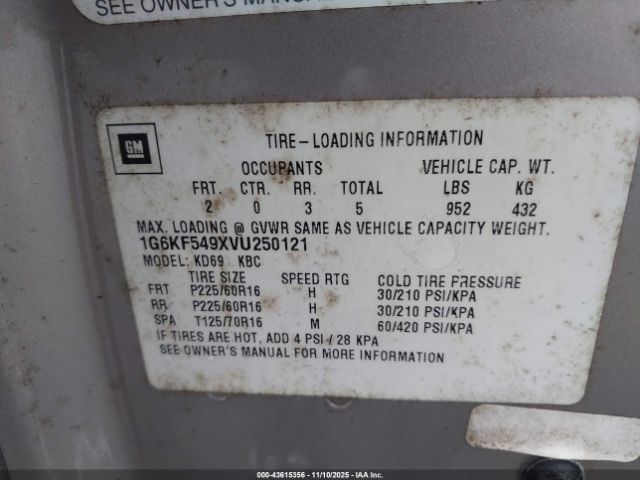 SEE OWNER'S MANUAL
GM
TIRE-LOADING INFORMATION
OCCUPANTS VEHICLE CAP. WT.
FRT. CTR. RR. TOTAL LBS KG
2 0 3 5 952 432
MAX. LOADING @ GVWR SAME AS VEHICLE CAPACITY WEIGHT.
1G6KF549XVU250121
MODEL: KD69 KBC
TIRE SIZE SPEED RTG COLD TIRE PRESSURE
FRT P225/60R16 H 30/210 PSI/KPA
RR P225/60R16 H 30/210 PSI/KPA
SPA T125/70R16 M 60/420 PSI/KPA
IF TIRES ARE HOT, ADD 4 PSI/28 KPA
SEE OWNER'S MANUAL FOR MORE INFORMATION
000-43615356 - 11/10/2025 - IAA Corp.